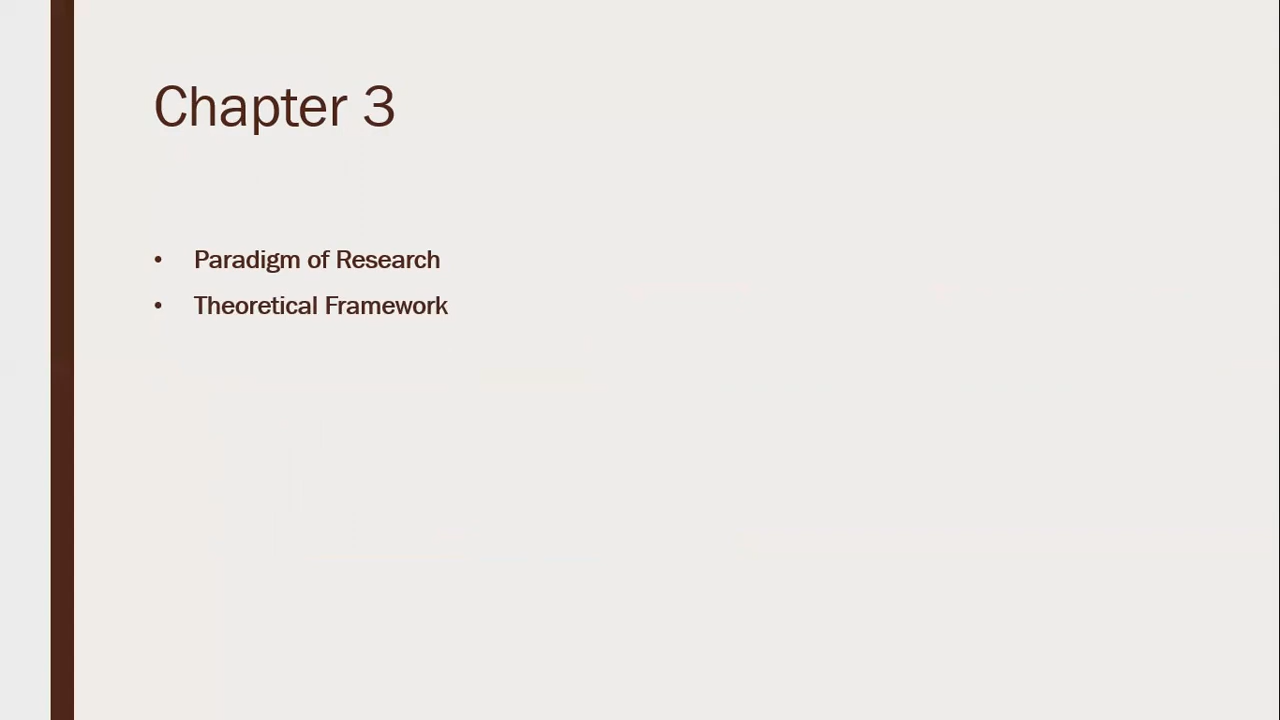 Chapter 3
• Paradigm of Research
• Theoretical Framework